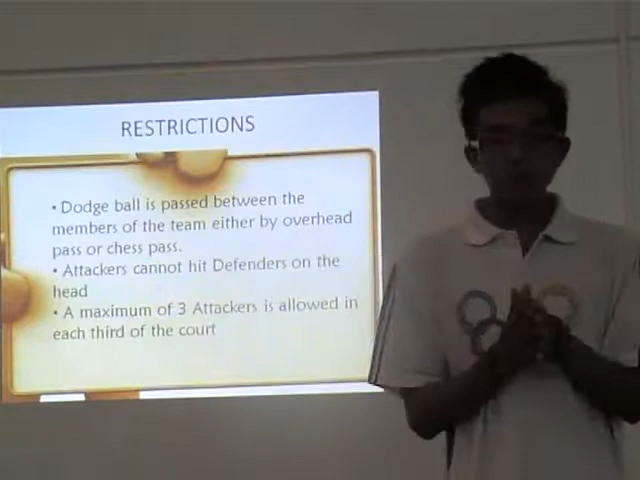 RESTRICTIONS
• Dodge ball is passed between the
members of the team either by overhead
pass or chess pass.
• Attackers cannot hit Defenders on the
head
• A maximum of 3 Attackers is allowed in
each third of the court